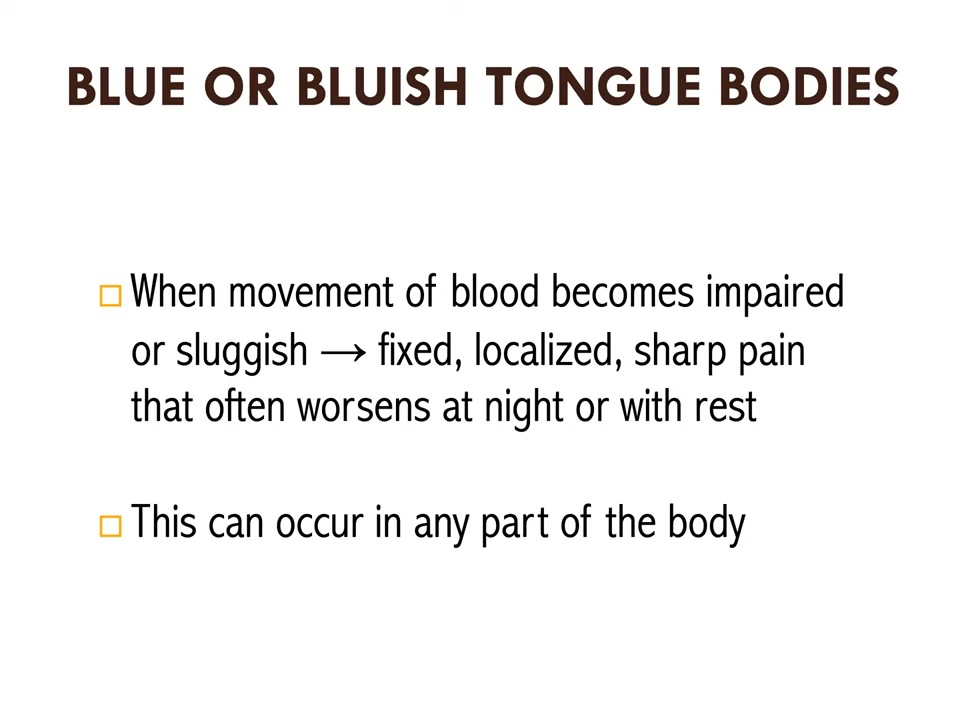 BLUE OR BLUISH TONGUE BODIES
When movement of blood becomes impaired
or sluggish → fixed, localized, sharp pain
that often worsens at night or with rest
This can occur in any part of the body